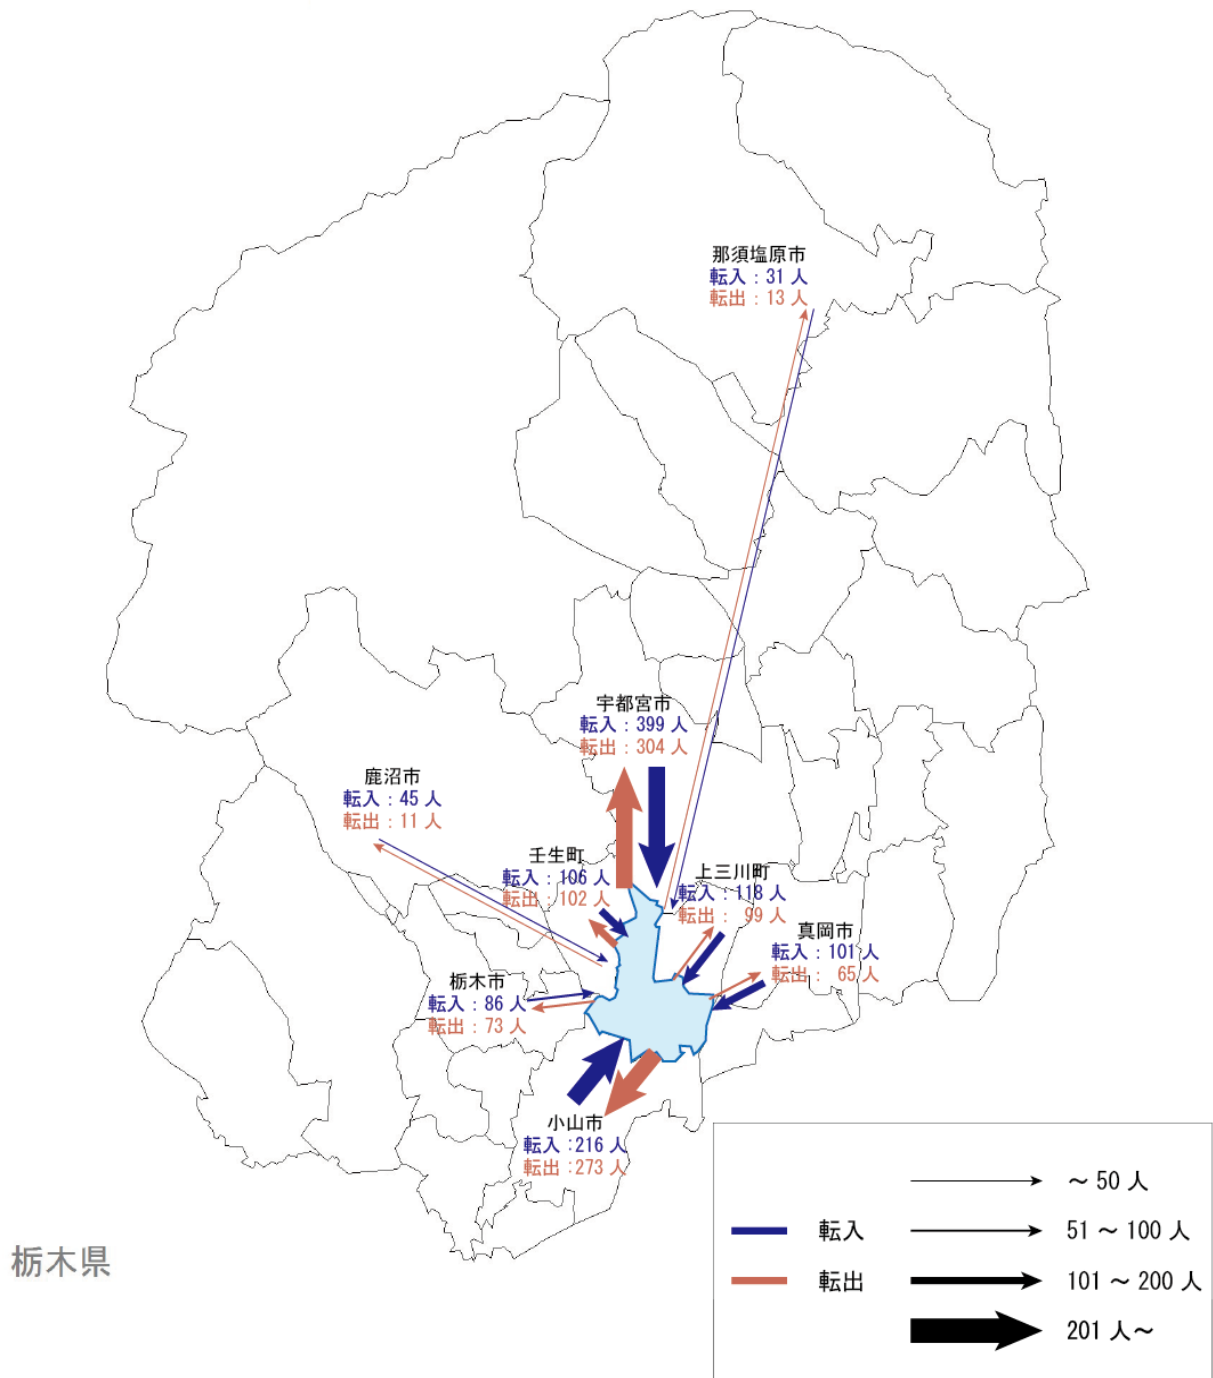 那須塩原市
転入：31 人
転出：13 人
宇都宮市
転入：399 人
転出：304 人
鹿沼市
転入：45 人
転出：11 人
壬生町
転入：106 人
転出：102 人
上三川町
転入：118 人
転出： 99 人
真岡市
転入：101 人
転出： 65 人
栃木市
転入：86 人
転出：73 人
小山市
転入：216 人
転出：273 人
栃木県
転入
転出
～ 50 人
51 ～ 100 人
101 ～ 200 人
201 人～